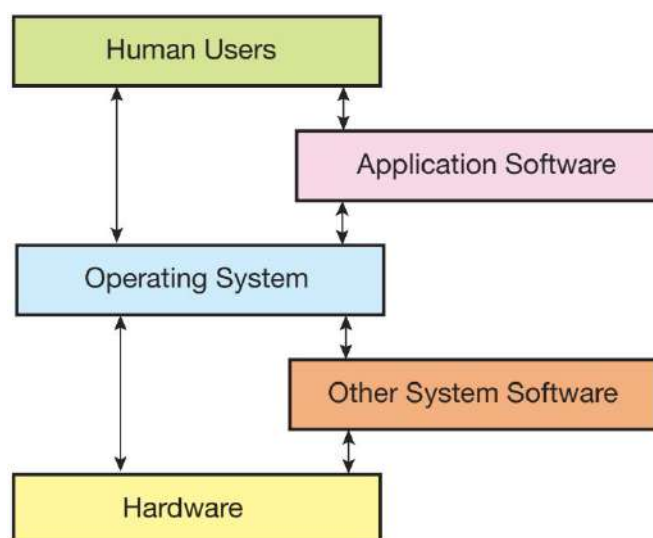 Human Users
Application Software
Operating System
Other System Software
Hardware